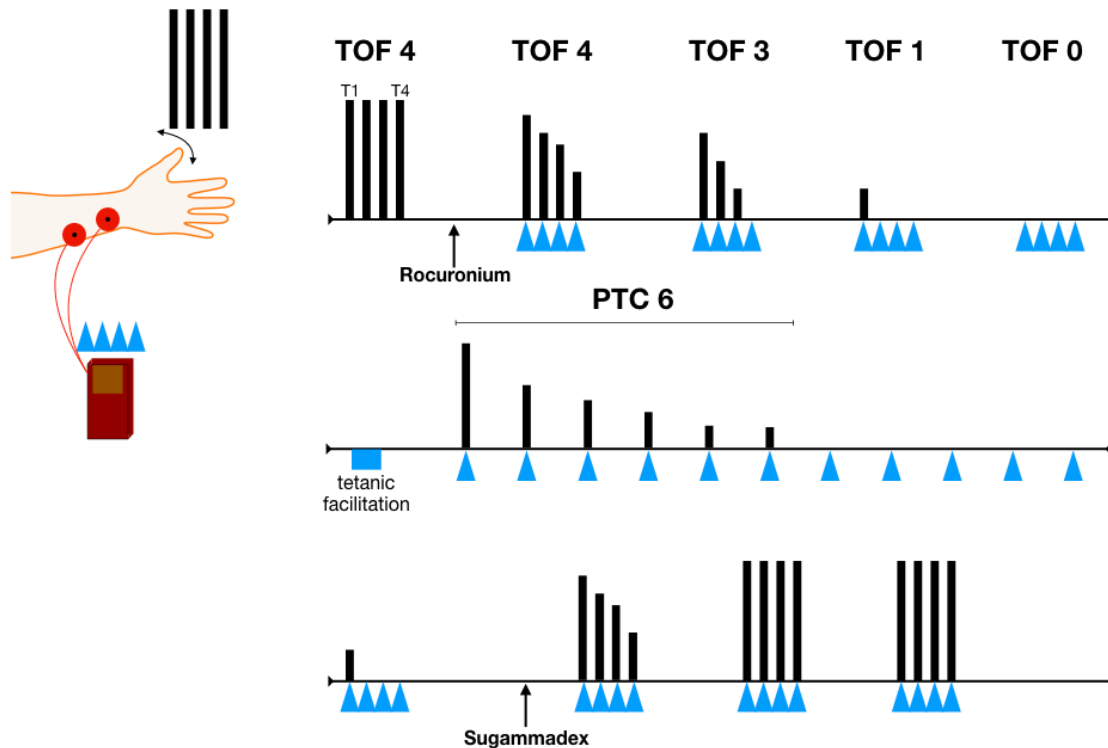 TOF 4 TOF 4 TOF 3 TOF 1 TOF 0
T1 T4
Rocuronium
PTC 6
tetanic
facilitation
Sugammadex